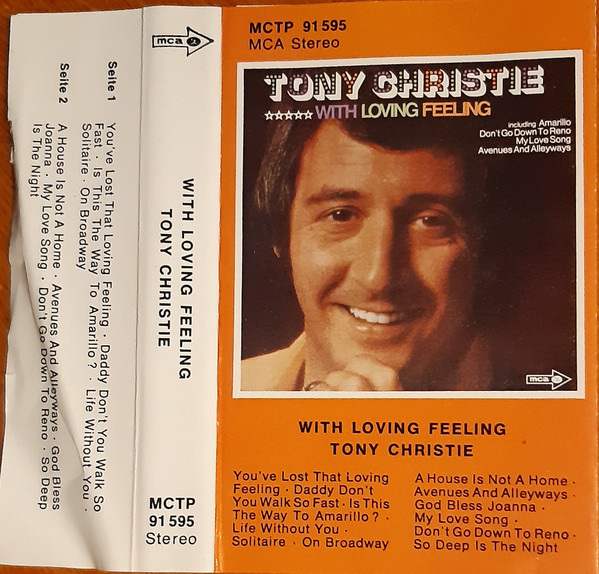 mca
Seite 1
You've Lost That Loving Feeling · Daddy Don't You Walk So
Fast · Is This The Way To Amarillo? · Life Without You ·
Solitaire · On Broadway
Seite 2
A House Is Not A Home · Avenues And Alleyways · God Bless
Joanna · My Love Song · Don't Go Down To Reno · So Deep
Is The Night
WITH LOVING FEELING
TONY CHRISTIE
MCTP
91 595
Stereo
MCTP 91 595
MCA Stereo
TONY CHRISTIE
☆☆☆☆☆ WITH LOVING FEELING
including Amarillo
Don't Go Down To Reno
My Love Song
Avenues And Alleyways
mca
WITH LOVING FEELING
TONY CHRISTIE
You've Lost That Loving
Feeling · Daddy Don't
You Walk So Fast · Is This
The Way To Amarillo? ·
Life Without You ·
Solitaire · On Broadway
A House Is Not A Home ·
Avenues And Alleyways ·
God Bless Joanna ·
My Love Song ·
Don't Go Down To Reno ·
So Deep Is The Night